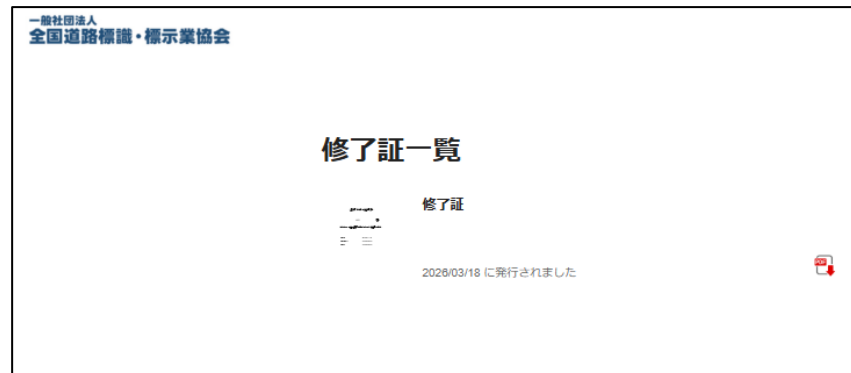 一般社団法人
全国道路標識・標示業協会
修了証一覧
修了証
2026/03/18 に発行されました
PDF